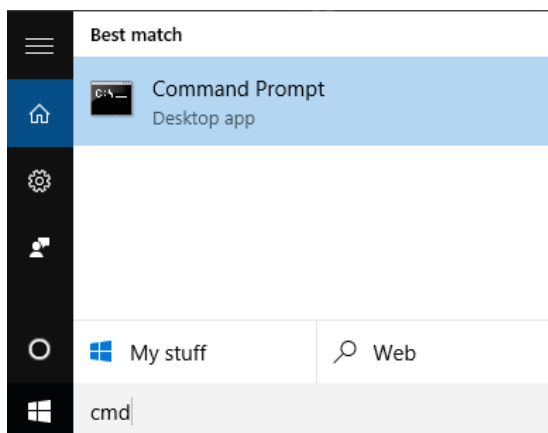 Best match
Command Prompt
Desktop app
My stuff
Web
cmd